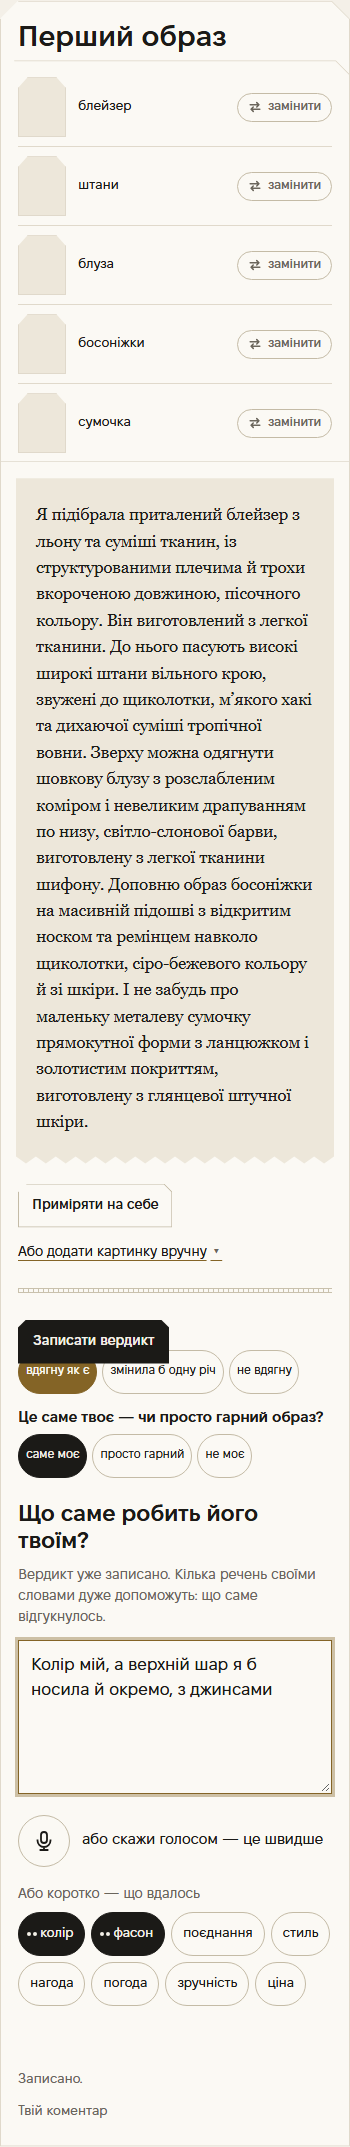 Перший образ
блейзер
замінити
штани
замінити
блуза
замінити
босоніжки
замінити
сумочка
замінити
Я підібрала приталений блейзер з
льону та суміші тканин, із
структурованими плечима й трохи
вкороченою довжиною, пісочного
кольору. Він виготовлений з легкої
тканини. До нього пасують високі
широкі штани вільного крою,
звужені до щиколотки, м’якого хакі
та дихаючої суміші тропічної
вовни. Зверху можна одягнути
шовкову блузу з розслабленим
коміром і невеликим драпуванням
по низу, світло-слонової барви,
виготовлену з легкої тканини
шифону. Доповню образ босоніжки
на масивній підошві з відкритим
носком та ремінцем навколо
щиколотки, сіро-бежевого кольору
й зі шкіри. І не забудь про
маленьку металеву сумочку
прямокутної форми з ланцюжком і
золотистим покриттям,
виготовлену з глянцевої штучної
шкіри.
Приміряти на себе
Або додати картинку вручну
Записати вердикт
вдягну як є
змінила б одну річ
не вдягну
Це саме твоє — чи просто гарний образ?
саме моє
просто гарний
не моє
Що саме робить його
твоїм?
Вердикт уже записано. Кілька речень своїми
словами дуже допоможуть: що саме
відгукнулось.
Колір мій, а верхній шар я б
носила й окремо, з джинсами
або скажи голосом — це швидше
Або коротко — що вдалось
колір
фасон
поєднання
стиль
нагода
погода
зручність
ціна
Записано.
Твій коментар